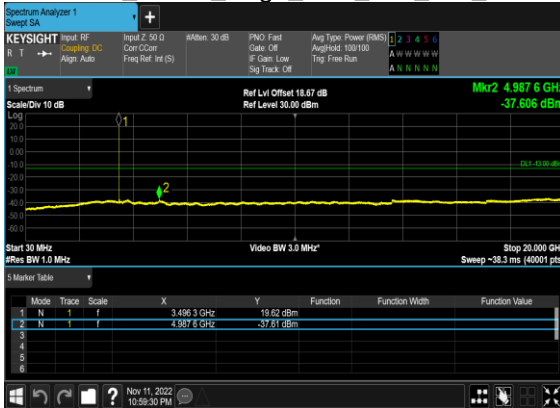 Spectrum Analyzer 1
Swept SA
+
KEYSIGHT Input: RF Input Z: 50 Ω #Atten: 30 dB PNO: Fast Avg Type: Power (RMS) 1 2 3 4 5 6
R T Coupling: DC Corr CCorr Gate: Off Avg|Hold: 100/100 A W W W W W
Align: Auto Freq Ref: Int (S) IF Gain: Low Trig: Free Run
Sig Track: Off A N N N N N
1 Spectrum Ref Lvl Offset 18.67 dB Mkr2 4.987 6 GHz
Scale/Div 10 dB Ref Level 30.00 dBm -37.606 dBm
Log
20.0
10.0
0.00
-10.0
DL1 -13.00 dBm
-20.0
-30.0
-40.0
-50.0
-60.0
1
2
Start 30 MHz Video BW 3.0 MHz* Stop 20.000 GH
#Res BW 1.0 MHz Sweep ~38.3 ms (40001 pts
5 Marker Table
Mode Trace Scale X Y Function Function Width Function Value
1 N 1 f 3.496 3 GHz 19.62 dBm
2 N 1 f 4.987 6 GHz -37.61 dBm
3
4
5
6
? Nov 11, 2022
10:59:30 PM